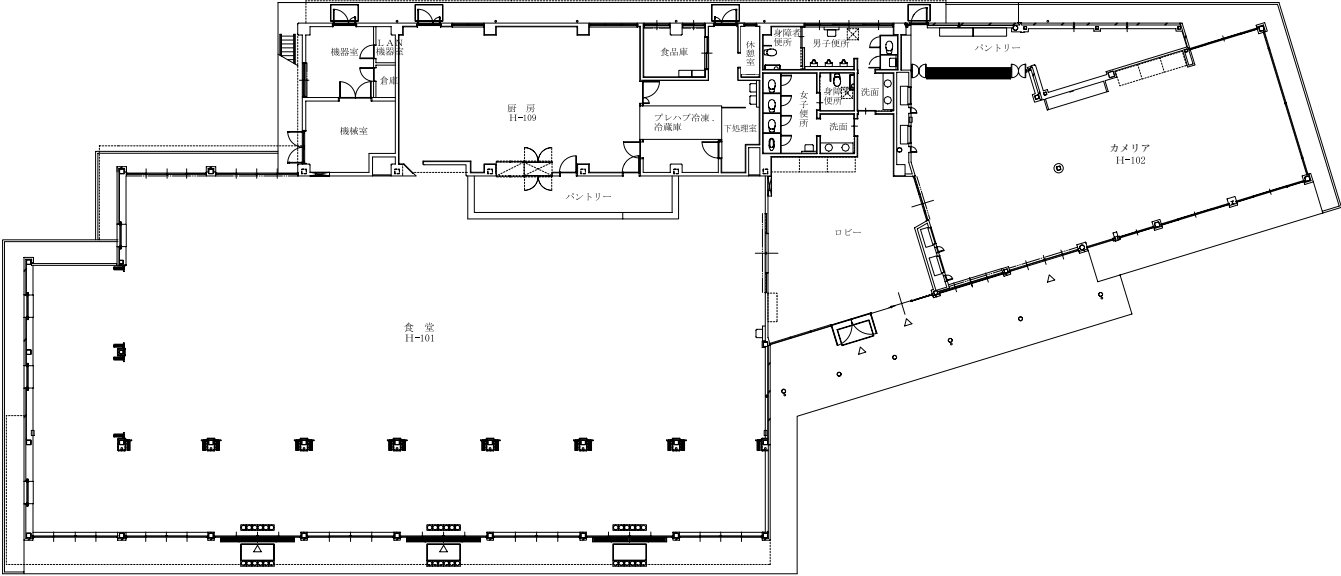 機器室
LAN
機器室
倉庫
機械室
厨 房
H-109
食品庫
休憩室
プレハブ冷凍.
冷蔵庫
下処理室
身障者
便所
男子便所
女子便所
身障者
便所
洗面
洗面
パントリー
カメリア
H-102
パントリー
ロビー
食 堂
H-101